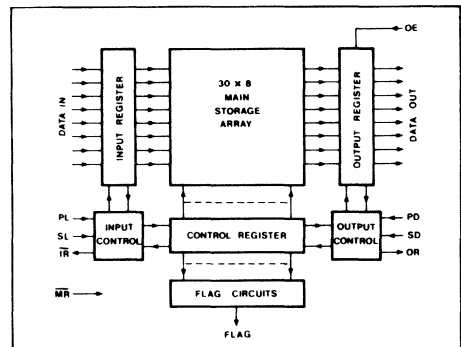 OE
DATA IN
INPUT REGISTER
30 × 8
MAIN
STORAGE
ARRAY
OUTPUT REGISTER
DATA OUT
PL
SL
IR
INPUT
CONTROL
CONTROL REGISTER
OUTPUT
CONTROL
PD
SD
OR
MR
FLAG CIRCUITS
FLAG